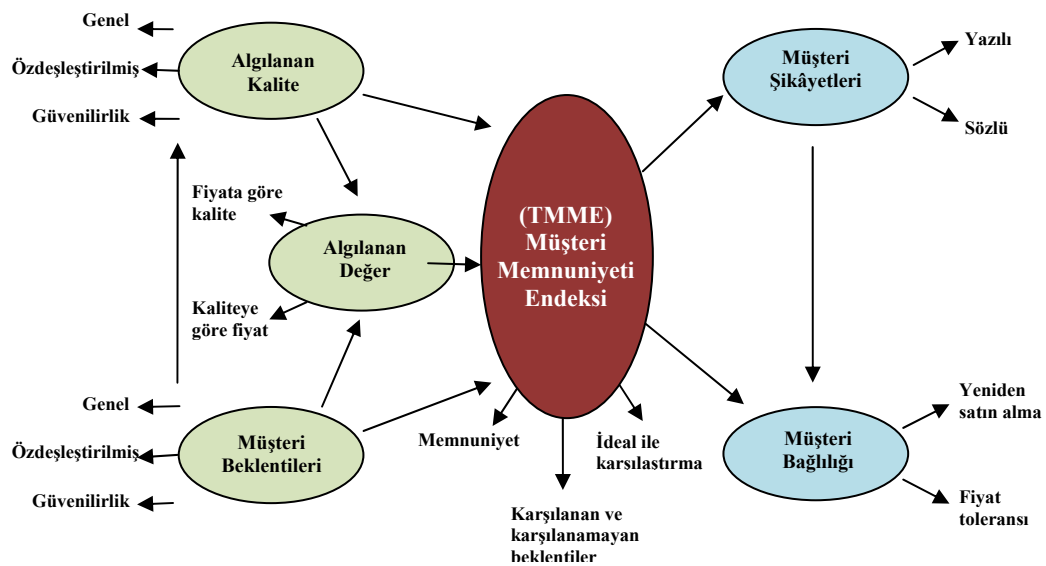 Genel
Özdeşleştirilmiş
Güvenilirlik
Algılanan
Kalite
Fiyata göre
kalite
Algılanan
Değer
Kaliteye
göre fiyat
Genel
Özdeşleştirilmiş
Güvenilirlik
Müşteri
Beklentileri
(TMME)
Müşteri
Memnuniyeti
Endeksi
Memnuniyet
Karşılanan ve
karşılanamayan
beklentiler
İdeal ile
karşılaştırma
Müşteri
Şikâyetleri
Yazılı
Sözlü
Müşteri
Bağlılığı
Yeniden
satın alma
Fiyat
toleransı